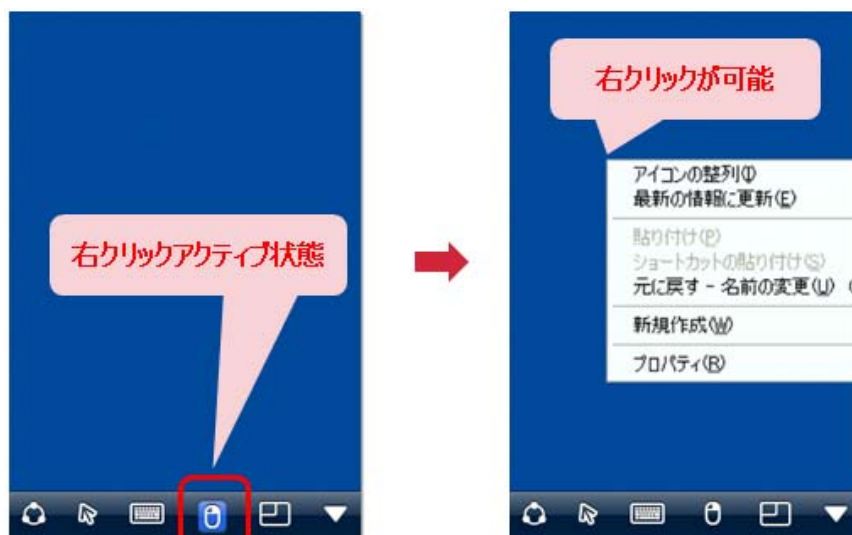 右クリックアクティブ状態
右クリックが可能
アイコンの整列(I)
最新の情報に更新(E)
貼り付け(P)
ショートカットの貼り付け(S)
元に戻す - 名前の変更(U)
新規作成(W)
プロパティ(R)